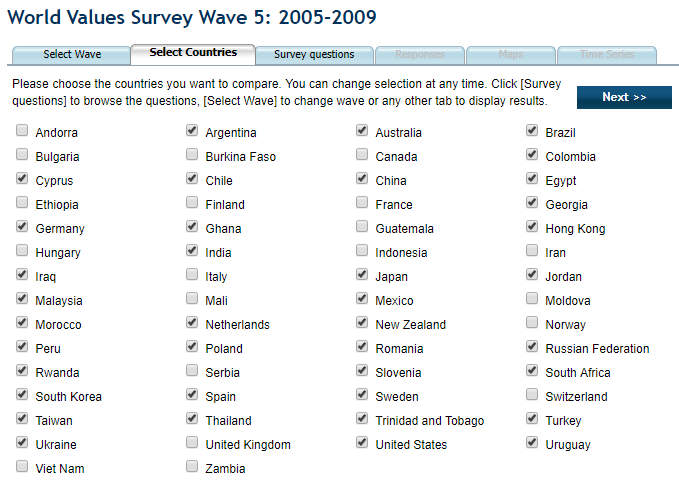 World Values Survey Wave 5: 2005-2009
Select Wave Select Countries Survey questions Responses Maps Time Series
Please choose the countries you want to compare. You can change selection at any time. Click [Survey
questions] to browse the questions, [Select Wave] to change wave or any other tab to display results.
Next >>
Andorra Argentina Australia Brazil
Bulgaria Burkina Faso Canada Colombia
Cyprus Chile China Egypt
Ethiopia Finland France Georgia
Germany Ghana Guatemala Hong Kong
Hungary India Indonesia Iran
Iraq Italy Japan Jordan
Malaysia Mali Mexico Moldova
Morocco Netherlands New Zealand Norway
Peru Poland Romania Russian Federation
Rwanda Serbia Slovenia South Africa
South Korea Spain Sweden Switzerland
Taiwan Thailand Trinidad and Tobago Turkey
Ukraine United Kingdom United States Uruguay
Viet Nam Zambia